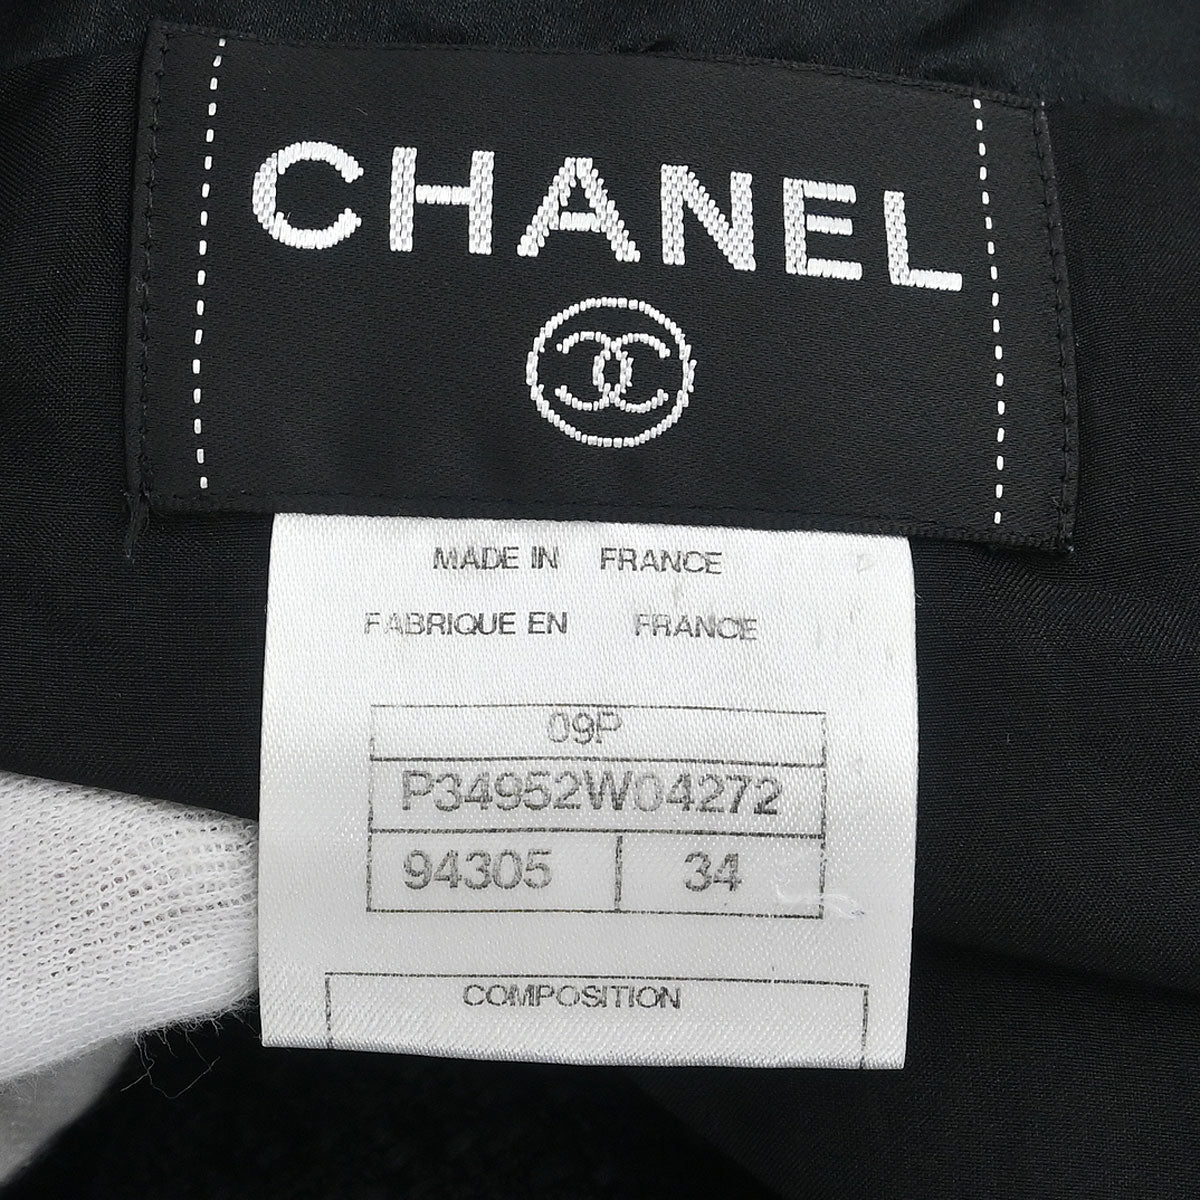 CHANEL
MADE IN FRANCE
FABRIQUE EN FRANCE
09P
P34952W04272
94305 34
COMPOSITION